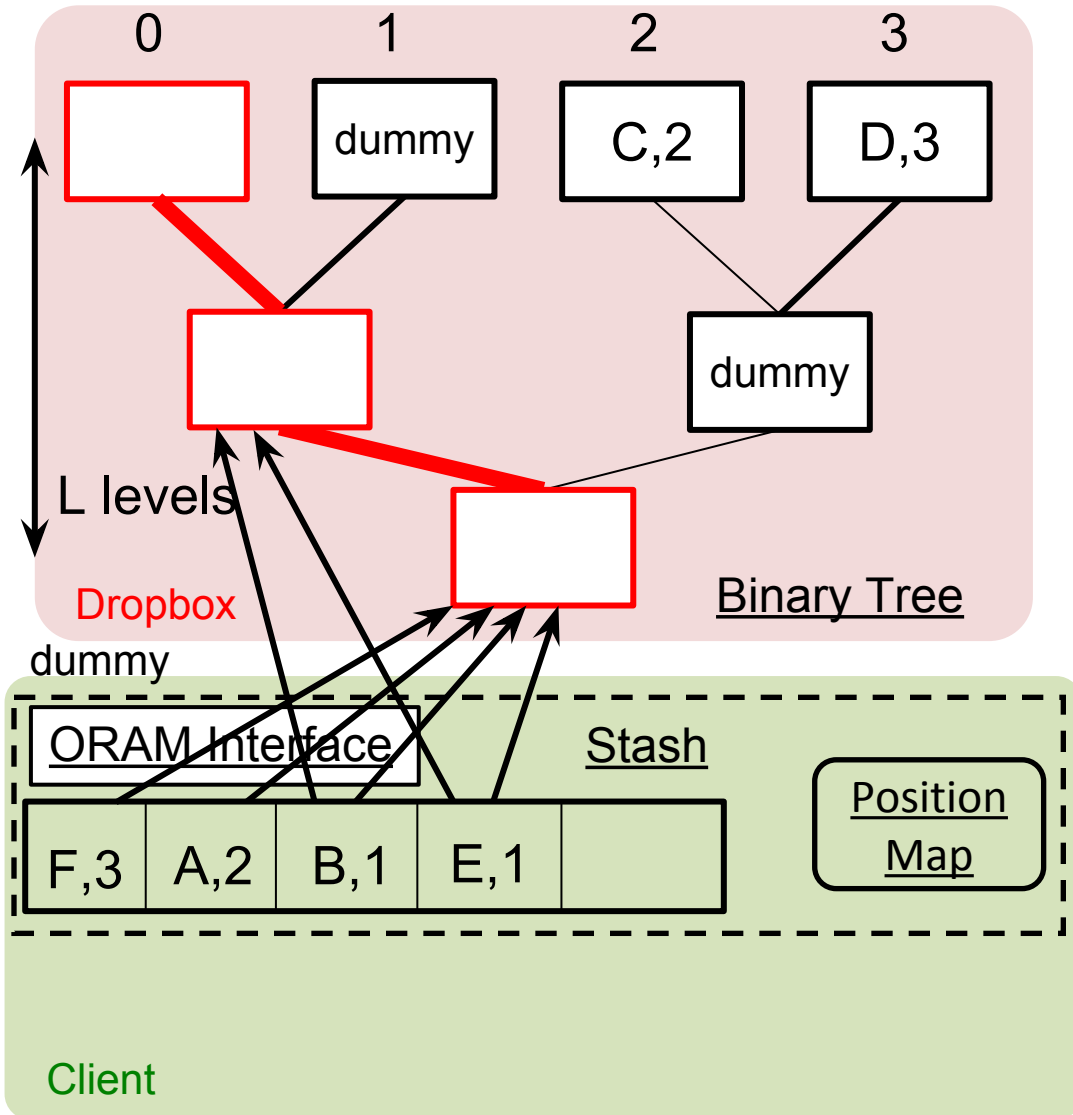 0 1 2 3
dummy C,2 D,3
dummy
L levels
Dropbox Binary Tree
dummy
ORAM Interface Stash
Position
Map
F,3 A,2 B,1 E,1
Client